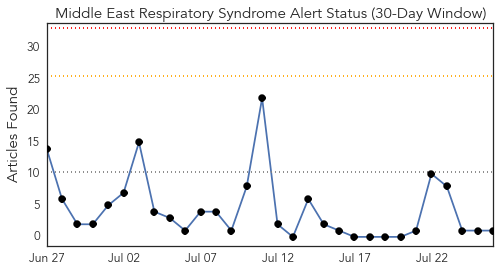 Middle East Respiratory Syndrome Alert Status (30-Day Window)
Articles Found
30
25
20
15
10
5
0
Jun 27
Jul 02
Jul 07
Jul 12
Jul 17
Jul 22